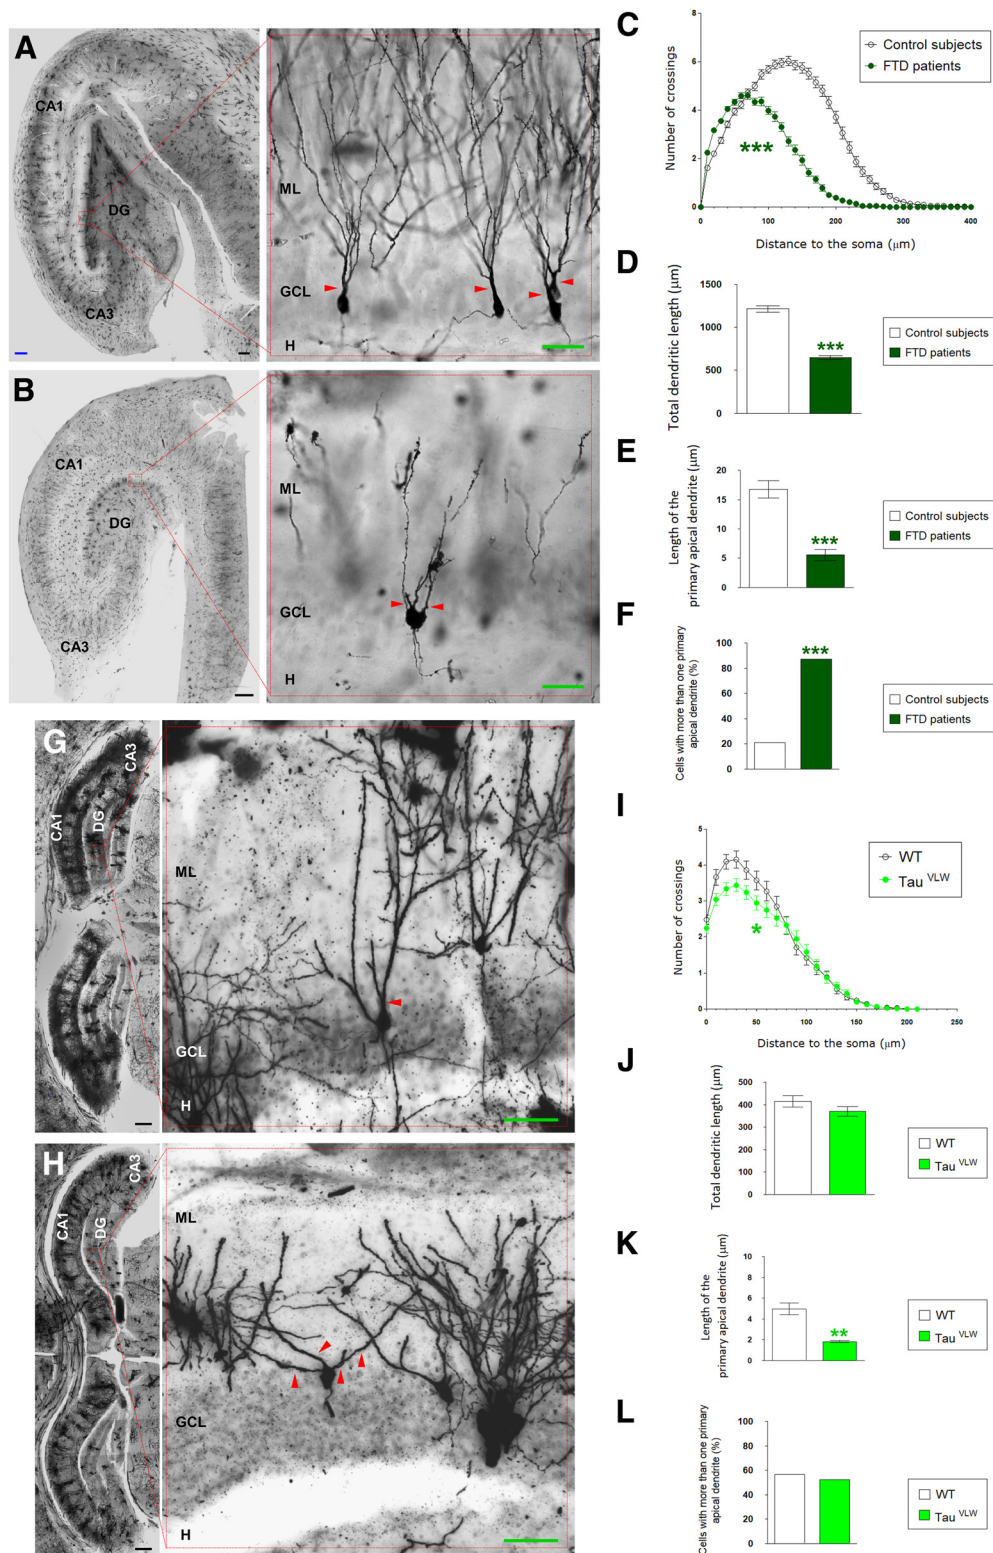 A
CA1
DG
CA3
ML
GCL
H
B
CA1
DG
CA3
ML
GCL
H
C
Number of crossings
8
6
4
2
0
0
100
200
300
400
Distance to the soma (μm)
Control subjects
FTD patients
***
D
Total dendritic length (μm)
1500
1000
500
0
***
Control subjects
FTD patients
E
Length of the
primary apical dendrite (μm)
20
15
10
5
0
***
Control subjects
FTD patients
F
Cells with more than one primary
apical dendrite (%)
100
80
60
40
20
0
***
Control subjects
FTD patients
G
CA3
CA1
DG
ML
GCL
H
H
CA3
CA1
DG
ML
GCL
H
I
Number of crossings
5
4
3
2
1
0
0
50
100
150
200
250
Distance to the soma (μm)
WT
Tau VLW
*
J
Total dendritic length (μm)
500
400
300
200
100
0
WT
Tau VLW
K
Length of the
primary apical dendrite (μm)
10
8
6
4
2
0
**
WT
Tau VLW
L
Cells with more than one primary
apical dendrite (%)
100
80
60
40
20
0
WT
Tau VLW